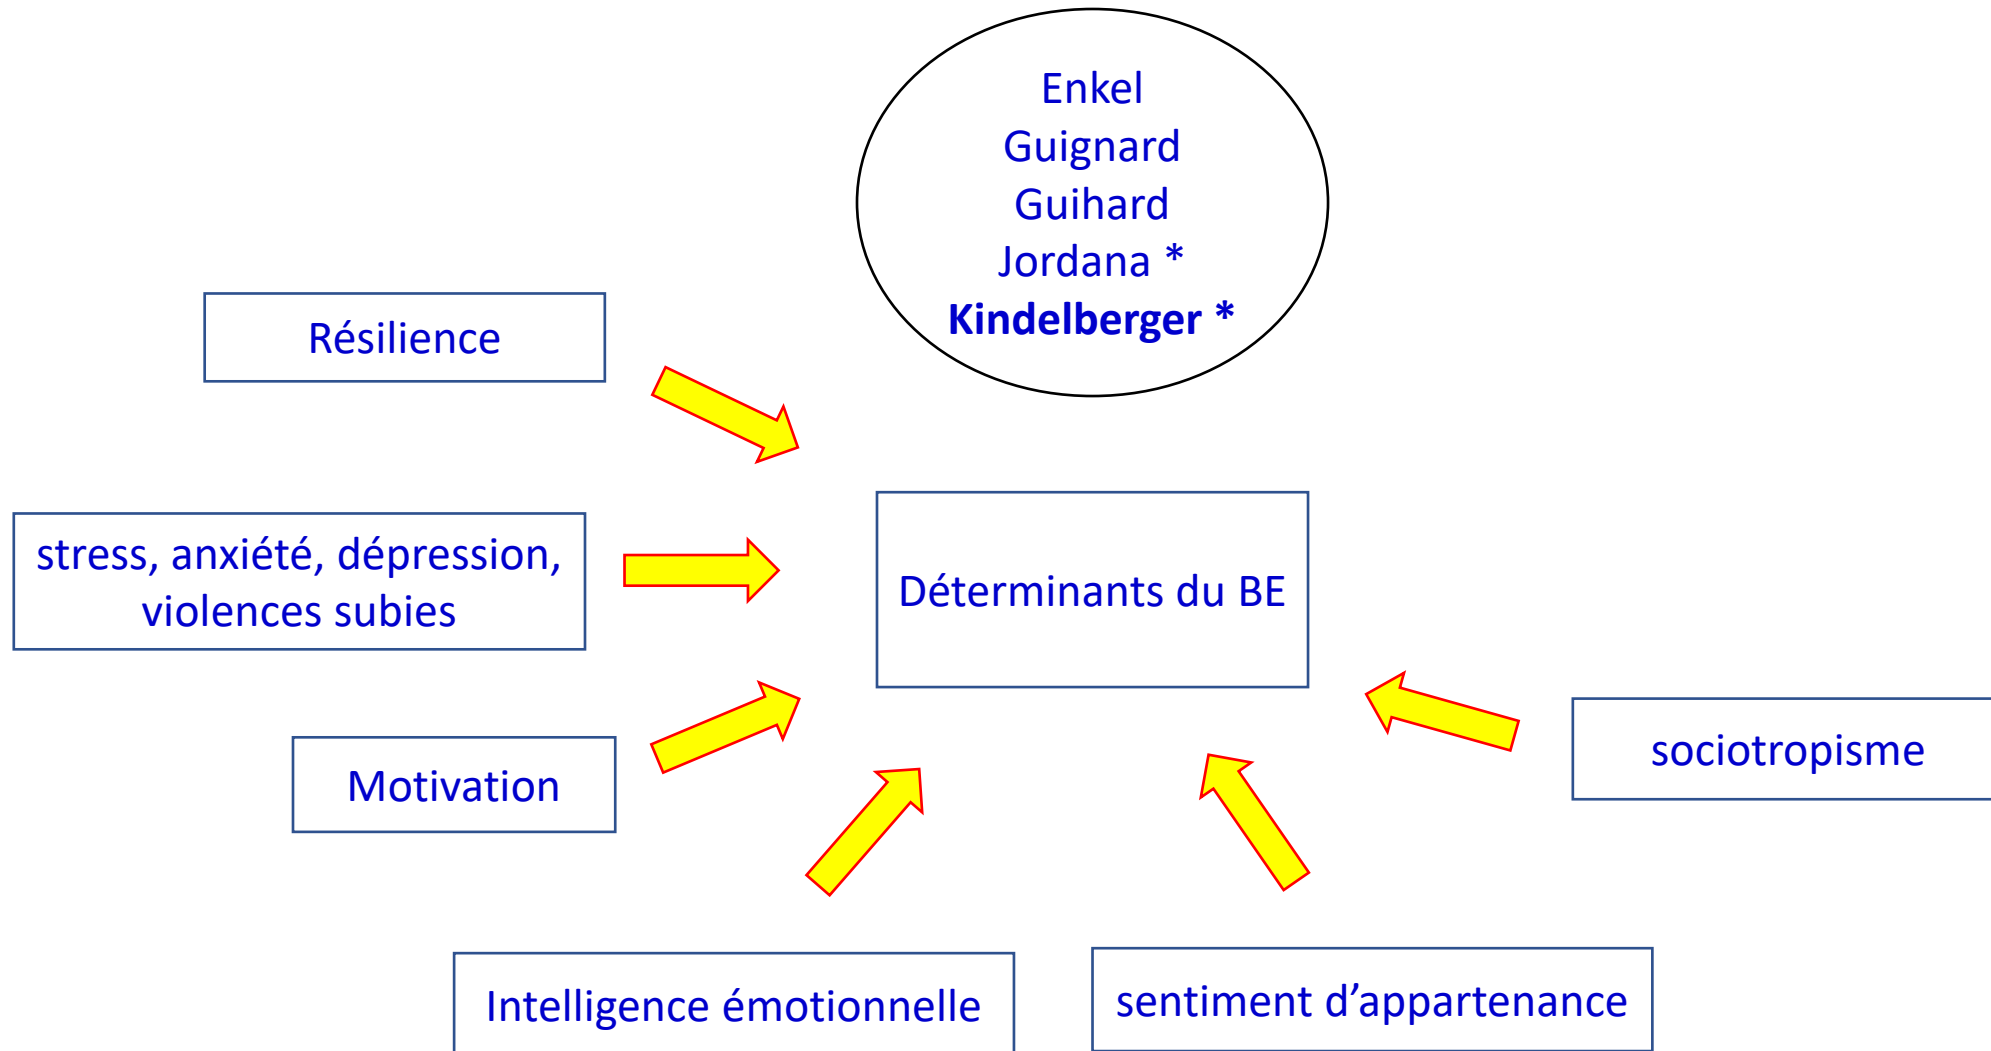 Enkel
Guignard
Guihard
Jordana *
Kindelberger *
Résilience
stress, anxiété, dépression,
violences subies
Déterminants du BE
Motivation
sociotropisme
Intelligence émotionnelle
sentiment d’appartenance